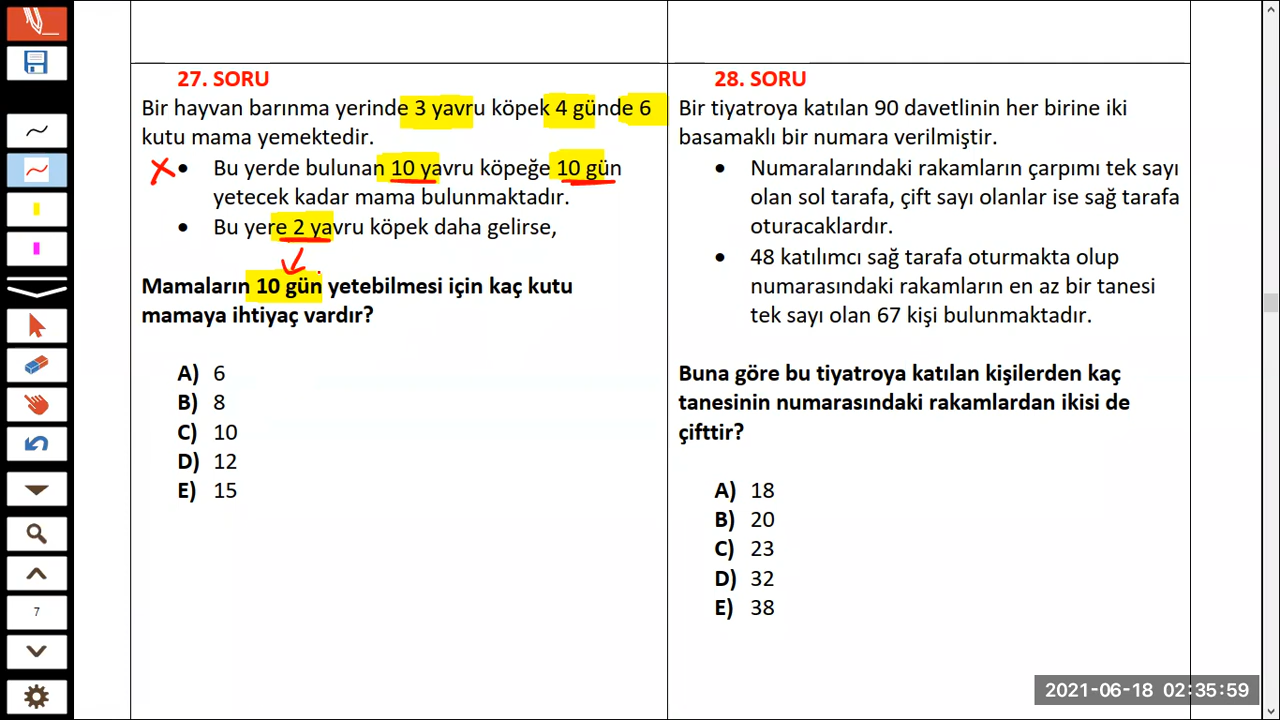 27. SORU
Bir hayvan barınma yerinde 3 yavru köpek 4 günde 6
kutu mama yemektedir.
• Bu yerde bulunan 10 yavru köpeğe 10 gün
yetecek kadar mama bulunmaktadır.
• Bu yere 2 yavru köpek daha gelirse,
Mamaların 10 gün yetebilmesi için kaç kutu
mamaya ihtiyaç vardır?
A) 6
B) 8
C) 10
D) 12
E) 15
28. SORU
Bir tiyatroya katılan 90 davetlinin her birine iki
basamaklı bir numara verilmiştir.
• Numaralarındaki rakamların çarpımı tek sayı
olan sol tarafa, çift sayı olanlar ise sağ tarafa
oturacaklardır.
• 48 katılımcı sağ tarafa oturmakta olup
numarasındaki rakamların en az bir tanesi
tek sayı olan 67 kişi bulunmaktadır.
Buna göre bu tiyatroya katılan kişilerden kaç
tanesinin numarasındaki rakamlardan ikisi de
çifttir?
A) 18
B) 20
C) 23
D) 32
E) 38
7
2021-06-18 02:35:59